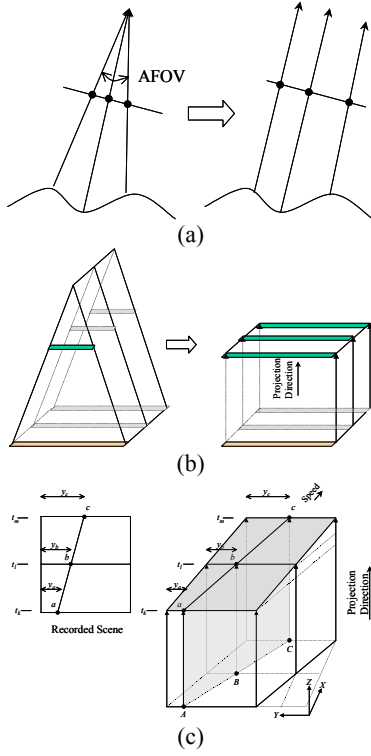 AFOV
(a)
Projection
Direction
(b)
y_c
c
t_m
y_b
b
t_l
y_a
a
t_k
Recorded Scene
y_c
Speed
c
t_m
y_b
b
t_l
y_a
a
t_k
C
B
A
Projection
Direction
Z
X
Y
(c)